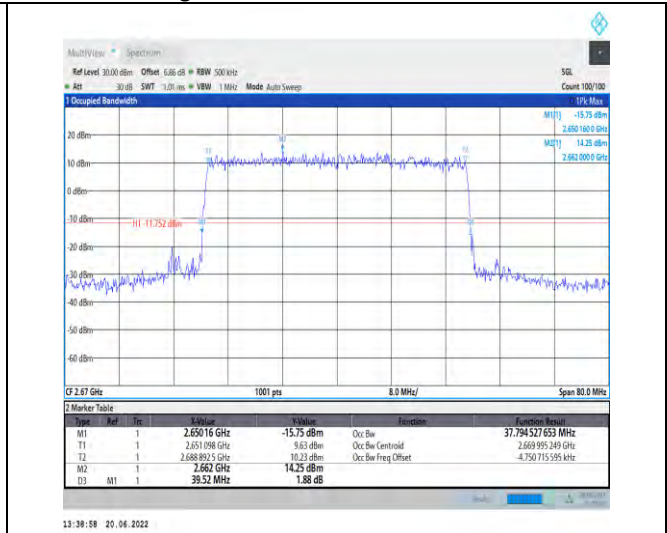 MultiView Spectrum
Ref Level 30.00 dBm Offset 6.86 dB RBW 500 kHz SGL
Att 30 dB SWT 1.01 ms VBW 1 MHz Mode Auto Sweep Count 100/100
1 Occupied Bandwidth 1Pk Max
M1[1] -15.75 dBm
2.650 160 0 GHz
M2[1] 14.25 dBm
2.662 000 0 GHz
20 dBm
10 dBm
0 dBm
-10 dBm
H1 -11.752 dBm
-20 dBm
-30 dBm
-40 dBm
-50 dBm
-60 dBm
CF 2.67 GHz 1001 pts 8.0 MHz/ Span 80.0 MHz
2 Marker Table
Type Ref Trc X-Value Y-Value Function Function Result
M1 1 2.65016 GHz -15.75 dBm Occ Bw 37.794 527 653 MHz
T1 1 2.651 098 GHz 9.63 dBm Occ Bw Centroid 2.669 995 249 GHz
T2 1 2.688 892 5 GHz 10.23 dBm Occ Bw Freq Offset -4.750 715 595 kHz
M2 1 2.662 GHz 14.25 dBm
D3 M1 1 39.52 MHz 1.88 dB
13:38:58 20.06.2022